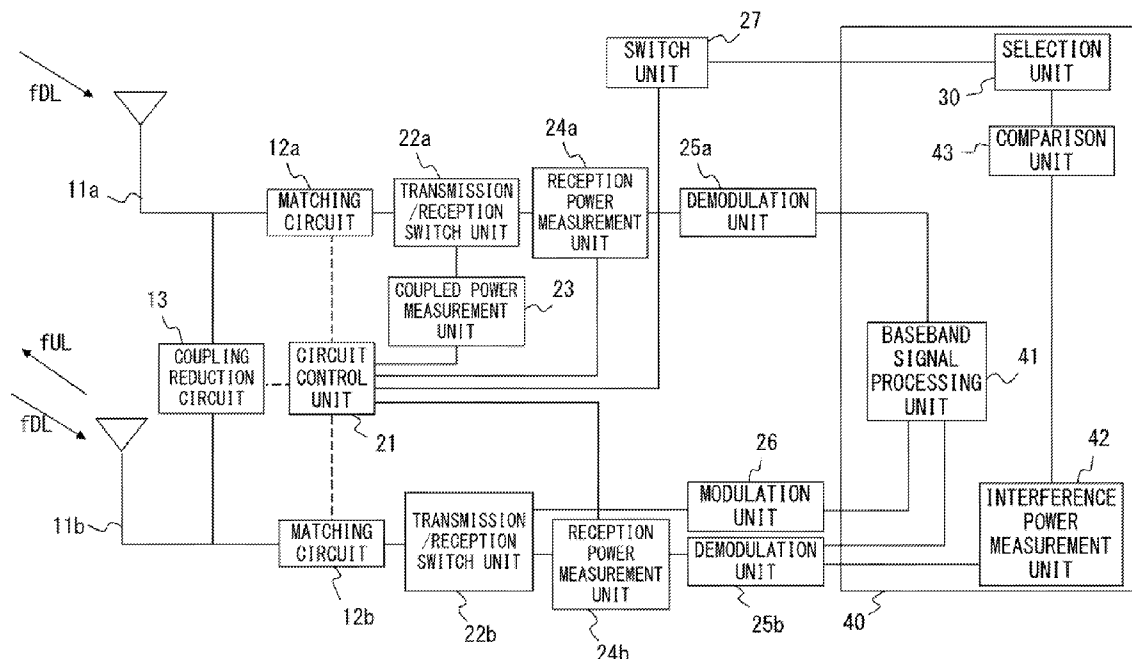 27
SWITCH
UNIT
SELECTION
UNIT
30
fDL
24a
22a
12a
25a
43
COMPARISON
UNIT
11a
MATCHING
CIRCUIT
TRANSMISSION
/RECEPTION
SWITCH UNIT
RECEPTION
POWER
MEASUREMENT
UNIT
DEMODULATION
UNIT
COUPLED POWER
MEASUREMENT
UNIT
23
13
fUL
COUPLING
REDUCTION
CIRCUIT
CIRCUIT
CONTROL
UNIT
BASEBAND
SIGNAL
PROCESSING
UNIT
41
fDL
21
26
42
11b
MATCHING
CIRCUIT
TRANSMISSION
/RECEPTION
SWITCH UNIT
MODULATION
UNIT
RECEPTION
POWER
MEASUREMENT
UNIT
DEMODULATION
UNIT
INTERFERENCE
POWER
MEASUREMENT
UNIT
12b
22b
24b
25b
40